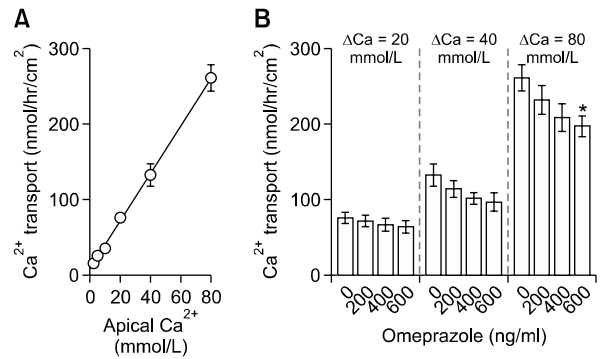 A
Ca2+ transport (nmol/hr/cm2)
300
200
100
0
0 20 40 60 80
Apical Ca2+
(mmol/L)
B
Ca2+ transport (nmol/hr/cm2)
300
200
100
0
ΔCa = 20
mmol/L
ΔCa = 40
mmol/L
ΔCa = 80
mmol/L
*
0 200 400 600 0 200 400 600 0 200 400 600
Omeprazole (ng/ml)